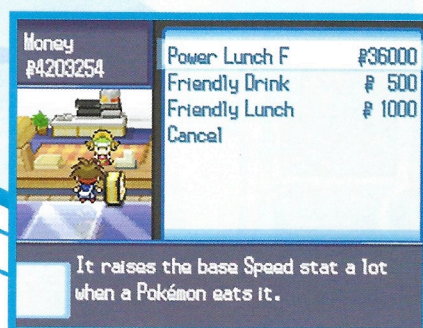 Money
₽4203254
Power Lunch F ₽36000
Friendly Drink ₽ 500
Friendly Lunch ₽ 1000
Cancel
It raises the base Speed stat a lot
when a Pokémon eats it.